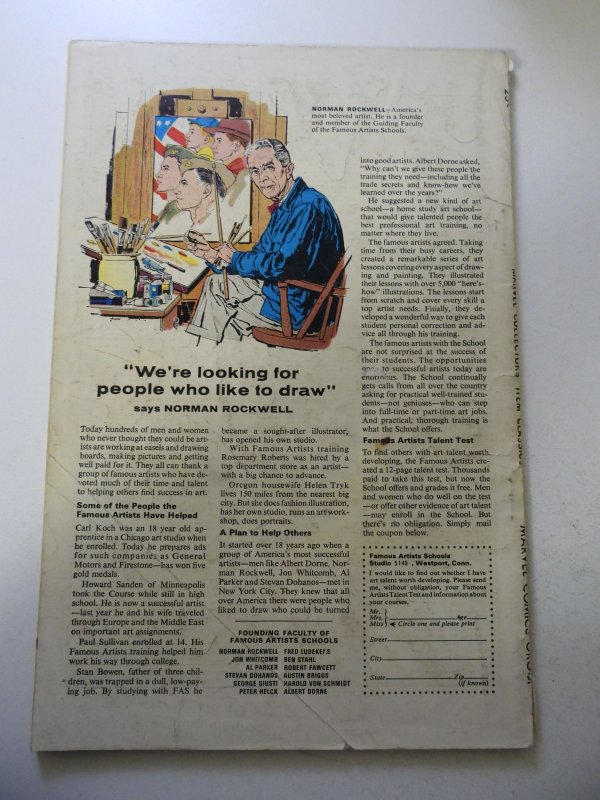 NORMAN ROCKWELL—America's
most beloved artist. He is a founder
and member of the Guiding Faculty
of the Famous Artists Schools.
"We're looking for
people who like to draw"
says NORMAN ROCKWELL
Today hundreds of men and women
who never thought they could be art-
ists are working at easels and drawing
boards, making pictures and getting
well paid for it. They all can thank a
group of famous artists who have de-
voted much of their time and talent
to helping others find success in art.
Some of the People the
Famous Artists Have Helped
Carl Koch was an 18 year old ap-
prentice in a Chicago art studio when
he enrolled. Today he prepares ads
for such companies as General
Motors and Firestone—has won five
gold medals.
Howard Sanden of Minneapolis
took the Course while still in high
school. He is now a successful artist
—last year he and his wife traveled
through Europe and the Middle East
on important art assignments.
Paul Sullivan enrolled at 14. His
Famous Artists training helped him
work his way through college.
Stan Bowen, father of three chil-
dren, was trapped in a dull, low-pay-
ing job. By studying with FAS he
became a sought-after illustrator,
has opened his own studio.
With Famous Artists training
Rosemary Roberts was hired by a
top department store as an artist—
with a big chance to advance.
Oregon housewife Helen Tryk
lives 150 miles from the nearest big
city. But she does fashion illustration,
has her own studio, runs an art work-
shop, does portraits.
A Plan to Help Others
It started over 18 years ago when a
group of America's most successful
artists—men like Albert Dorne, Nor-
man Rockwell, Jon Whitcomb, Al
Parker and Stevan Dohanos—met in
New York City. They knew that all
over America there were people who
liked to draw who could be turned
FOUNDING FACULTY OF
FAMOUS ARTISTS SCHOOLS
NORMAN ROCKWELL FRED LUDEKENS
JON WHITCOMB BEN STAHL
AL PARKER ROBERT FAWCETT
STEVAN DOHANOS AUSTIN BRIGGS
GEORGE GIUSTI HAROLD VON SCHMIDT
PETER HELCK ALBERT DORNE
into good artists. Albert Dorne asked,
"Why can't we give these people the
training they need—including all the
trade secrets and know-how we've
learned over the years?"
He suggested a new kind of art
school—a home study art school—
that would give talented people the
best professional art training, no
matter where they live.
The famous artists agreed. Taking
time from their busy careers, they
created a remarkable series of art
lessons covering every aspect of draw-
ing and painting. They illustrated
their lessons with over 5,000 "here's-
how" illustrations. The lessons start
from scratch and cover every skill a
top artist needs. Finally, they de-
veloped a wonderful way to give each
student personal correction and ad-
vice all through his training.
The famous artists with the School
are not surprised at the success of
their students. The opportunities
open to successful artists today are
enormous. The School continually
gets calls from all over the country
asking for practical well-trained stu-
dents—not geniuses—who can step
into full-time or part-time art jobs.
And practical, thorough training is
what the School offers.
Famous Artists Talent Test
To find others with art talent worth
developing, the Famous Artists cre-
ated a 12-page talent test. Thousands
paid to take this test, but now the
School offers and grades it free. Men
and women who do well on the test
—or offer other evidence of art talent
—may enroll in the School. But
there's no obligation. Simply mail
the coupon below.
Famous Artists Schools
Studio 5140, Westport, Conn.
I would like to find out whether I have
art talent worth developing. Please send
me, without obligation, your Famous
Artists Talent Test and information about
your courses.
Mr.
Mrs. Age
Miss Circle one and please print
Street
City
State Zip
(if known)
MARVEL COLLECTORS' ITEM CLASSICS
MARVEL COMICS GROUP